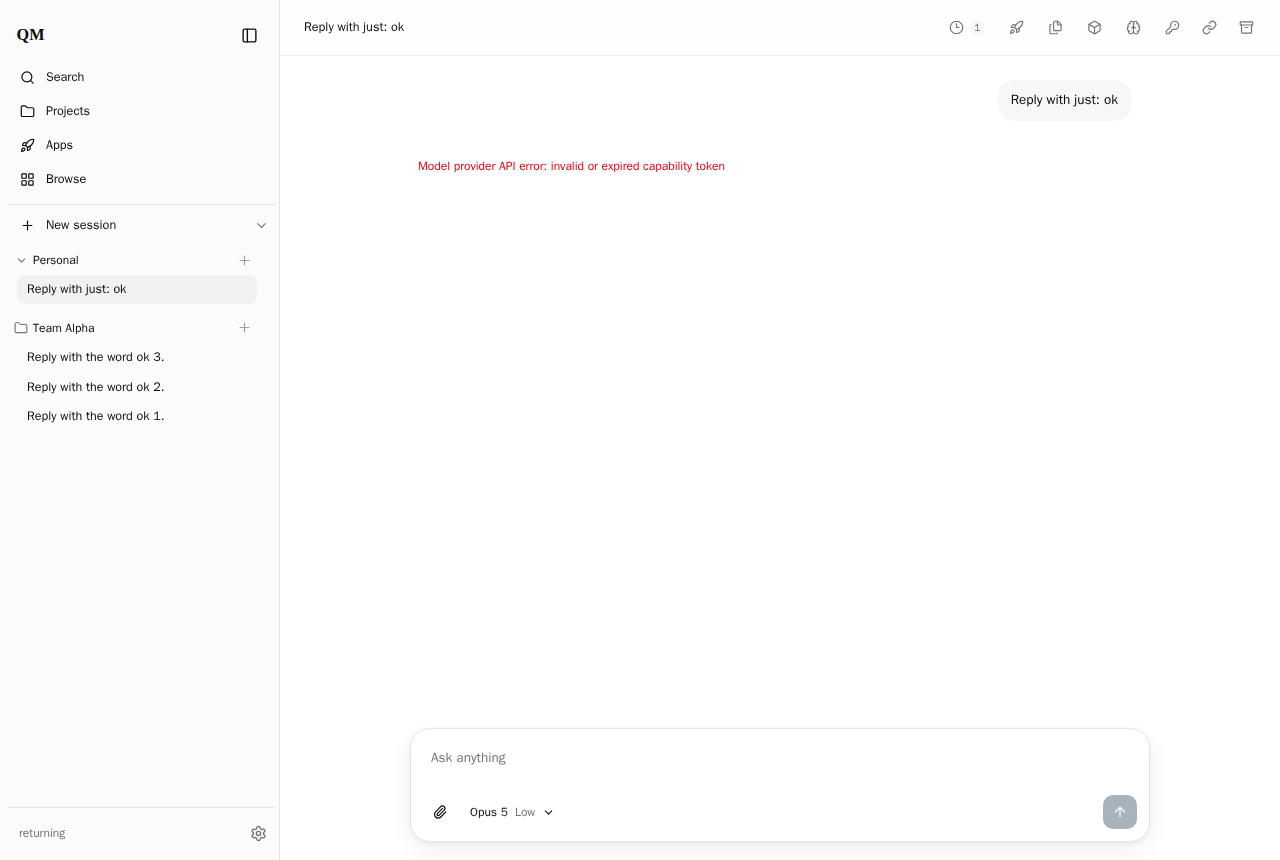 QM
Search
Projects
Apps
Browse
New session
Personal
Reply with just: ok
Team Alpha
Reply with the word ok 3.
Reply with the word ok 2.
Reply with the word ok 1.
returning
Reply with just: ok
1
Reply with just: ok
Model provider API error: invalid or expired capability token
Ask anything
Opus 5 Low